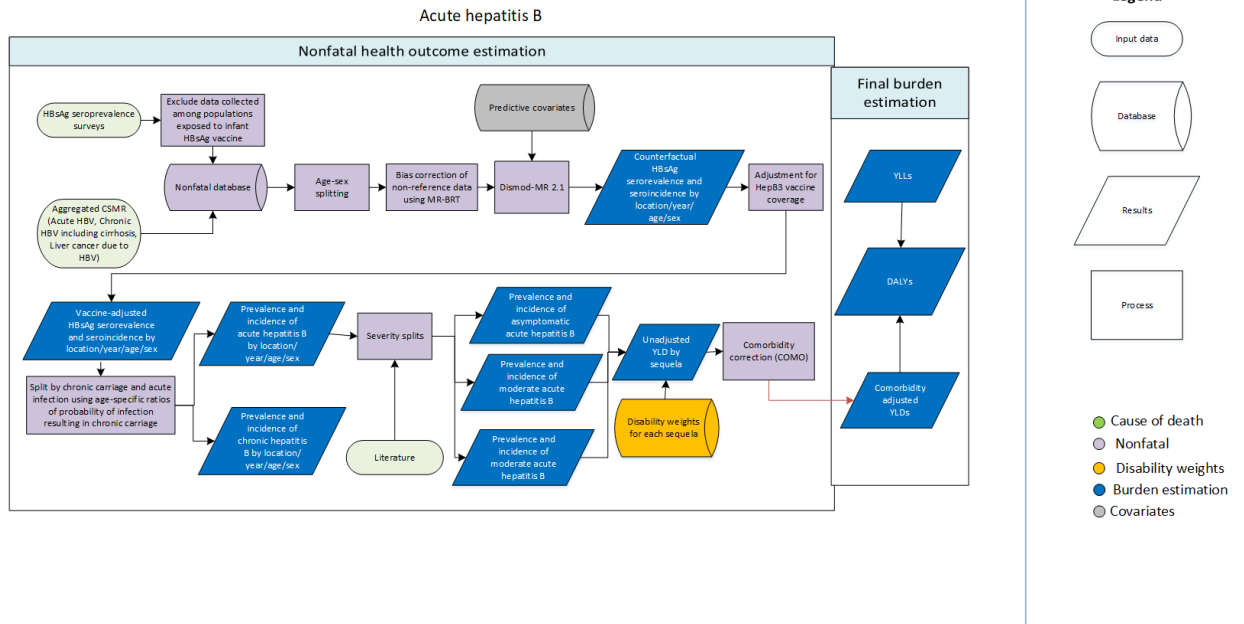 Acute hepatitis B
Legend
Nonfatal health outcome estimation
Final burden
estimation
HBsAg seroprevalence
surveys
Exclude data collected
among populations
exposed to infant
HBsAg vaccine
Predictive covariates
Nonfatal database
Age-sex
splitting
Bias correction of
non-reference data
using MR-BRT
Dismod-MR 2.1
Counterfactual
HBsAg
serorevalence and
seroincidence by
location/year/
age/sex
Adjustment for
HepB3 vaccine
coverage
Aggregated CSMR
(Acute HBV, Chronic
HBV including cirrhosis,
Liver cancer due to
HBV)
YLLs
DALYs
Vaccine-adjusted
HBsAg serorevalence
and seroincidence by
location/year/age/sex
Prevalence and
incidence of
acute hepatitis B
by location/
year/age/sex
Severity splits
Prevalence and
incidence of
asymptomatic
acute hepatitis B
Unadjusted
YLD by
sequela
Comorbidity
correction (COMO)
Prevalence and
incidence of
moderate acute
hepatitis B
Split by chronic carriage and acute
infection using age-specific ratios
of probability of infection
resulting in chronic carriage
Prevalence and
incidence of
chronic hepatitis
B by location/
year/age/sex
Literature
Prevalence and
incidence of
moderate acute
hepatitis B
Disability weights
for each sequela
Comorbidity
adjusted
YLDs
Input data
Database
Results
Process
Cause of death
Nonfatal
Disability weights
Burden estimation
Covariates